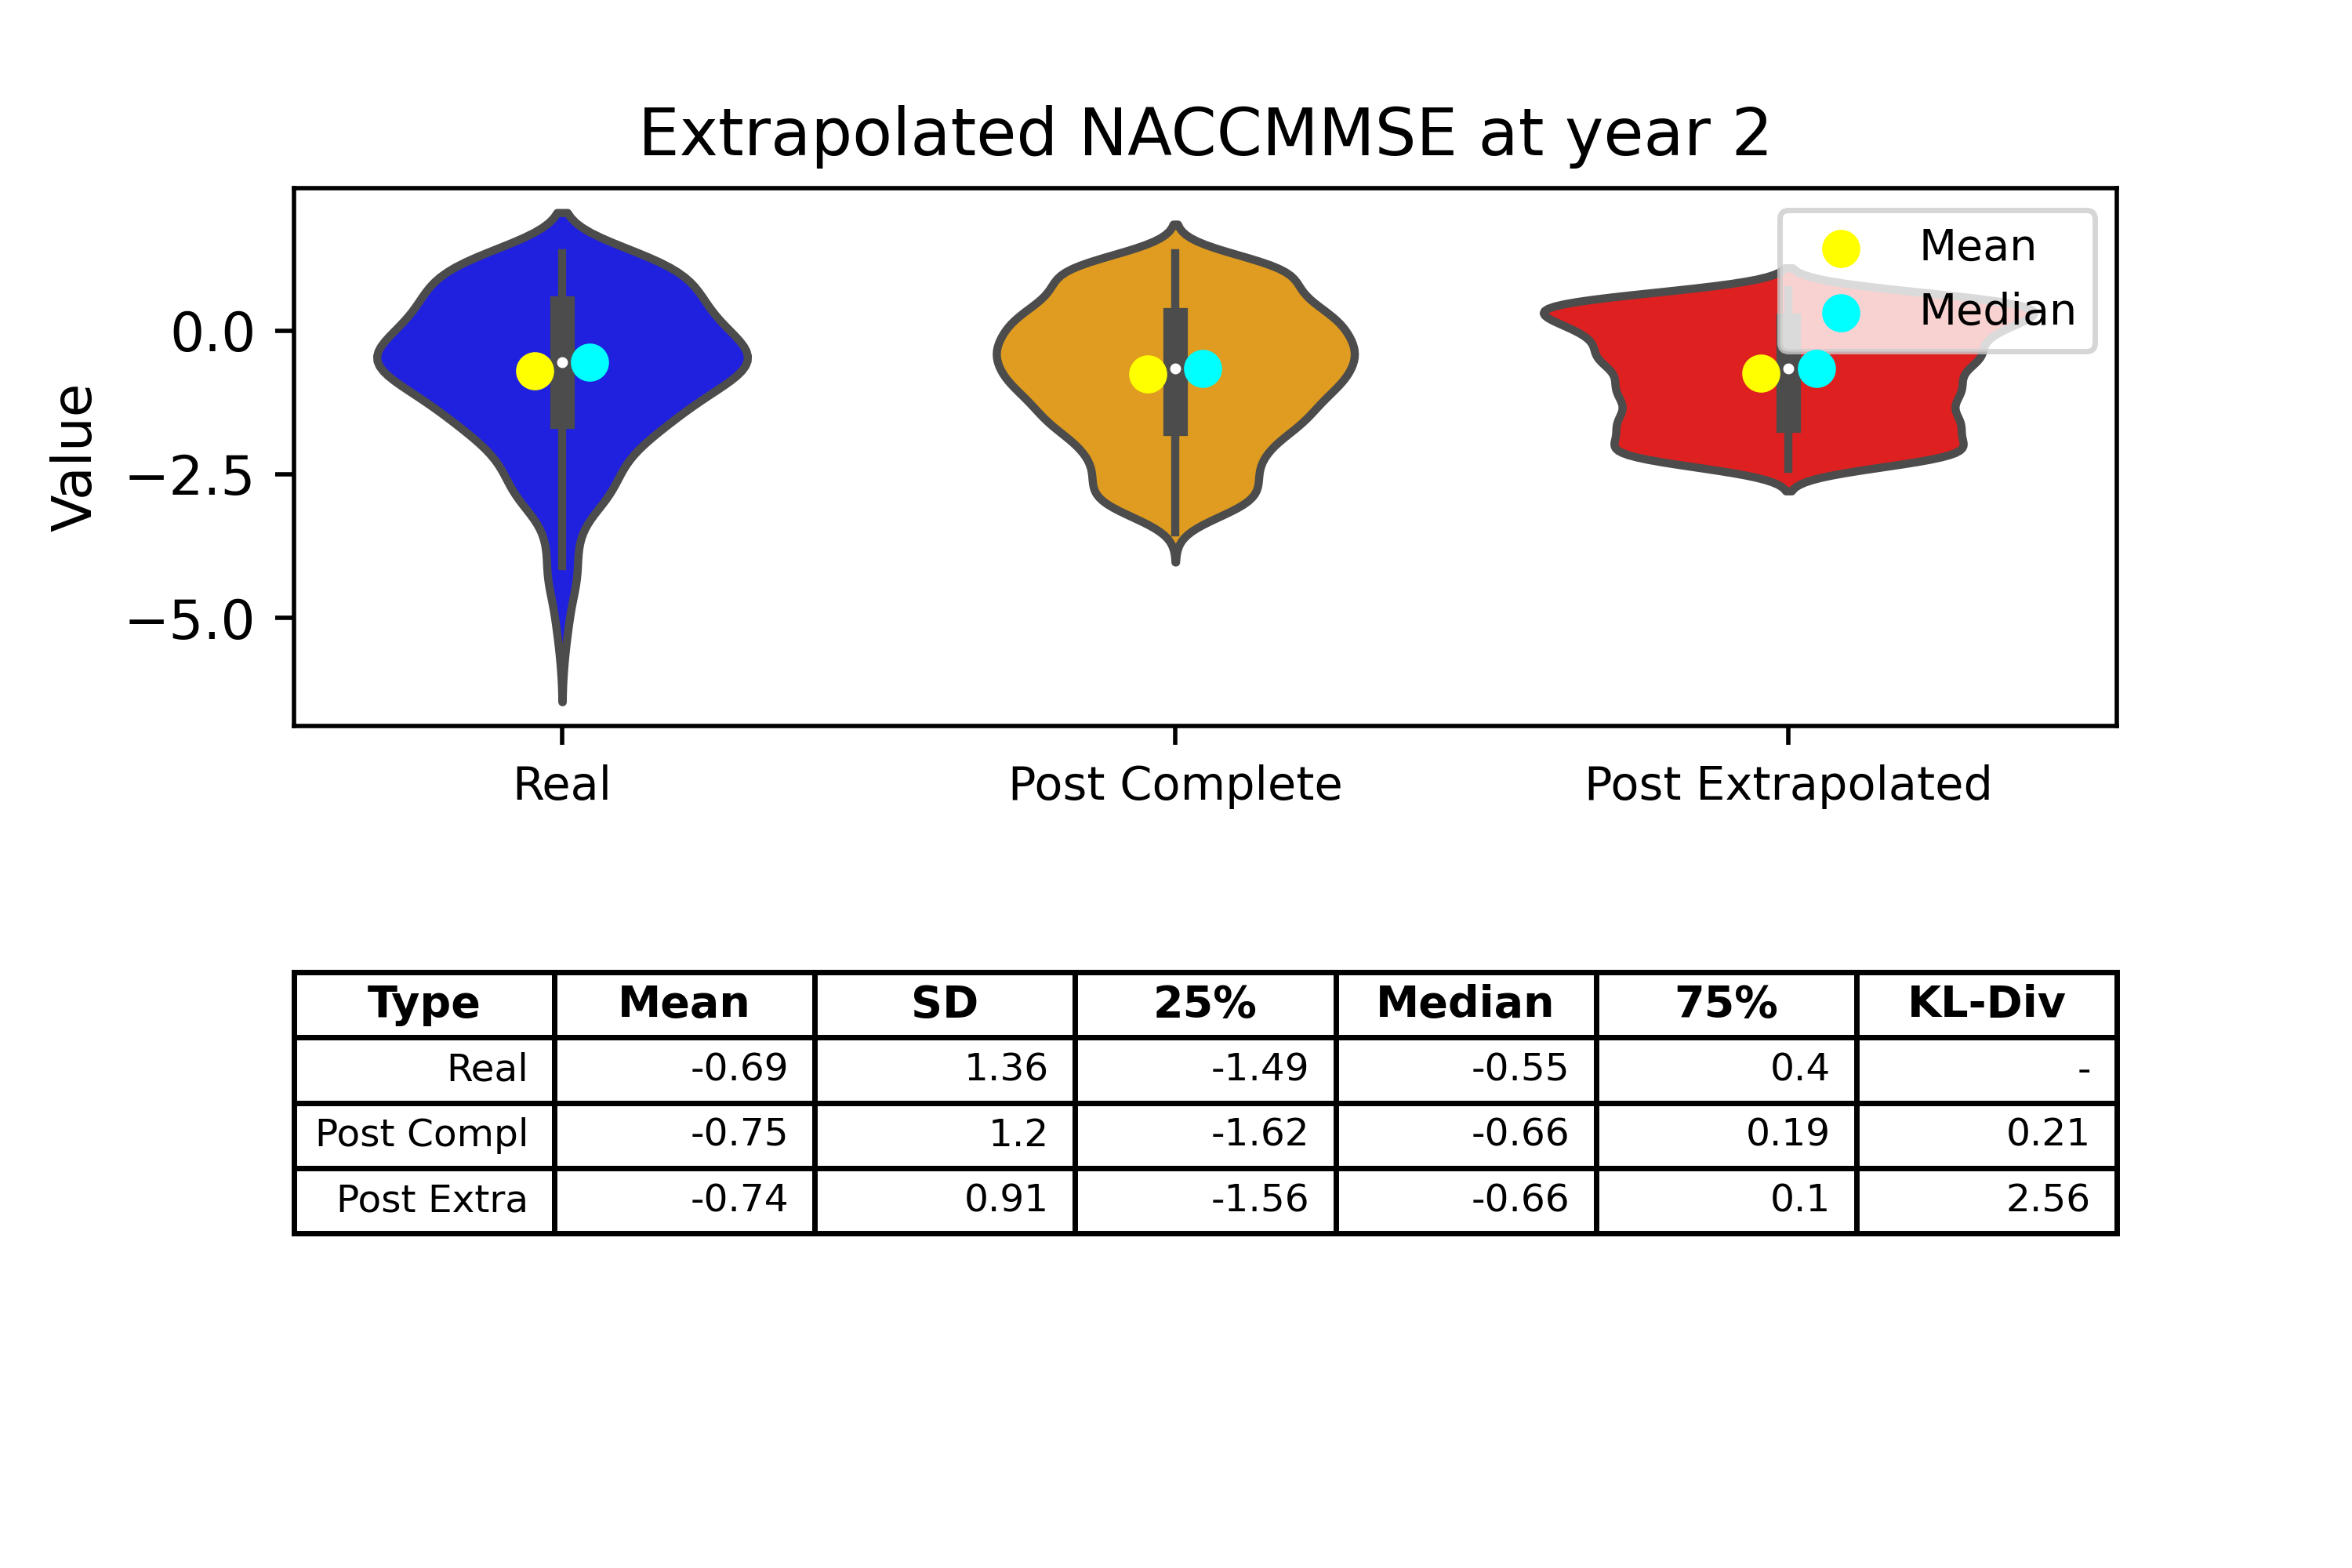 Extrapolated NACCMMSE at year 2
Mean
Median
Value
0.0
−2.5
−5.0
Real Post Complete Post Extrapolated
Type Mean SD 25% Median 75% KL-Div
Real -0.69 1.36 -1.49 -0.55 0.4 -
Post Compl -0.75 1.2 -1.62 -0.66 0.19 0.21
Post Extra -0.74 0.91 -1.56 -0.66 0.1 2.56